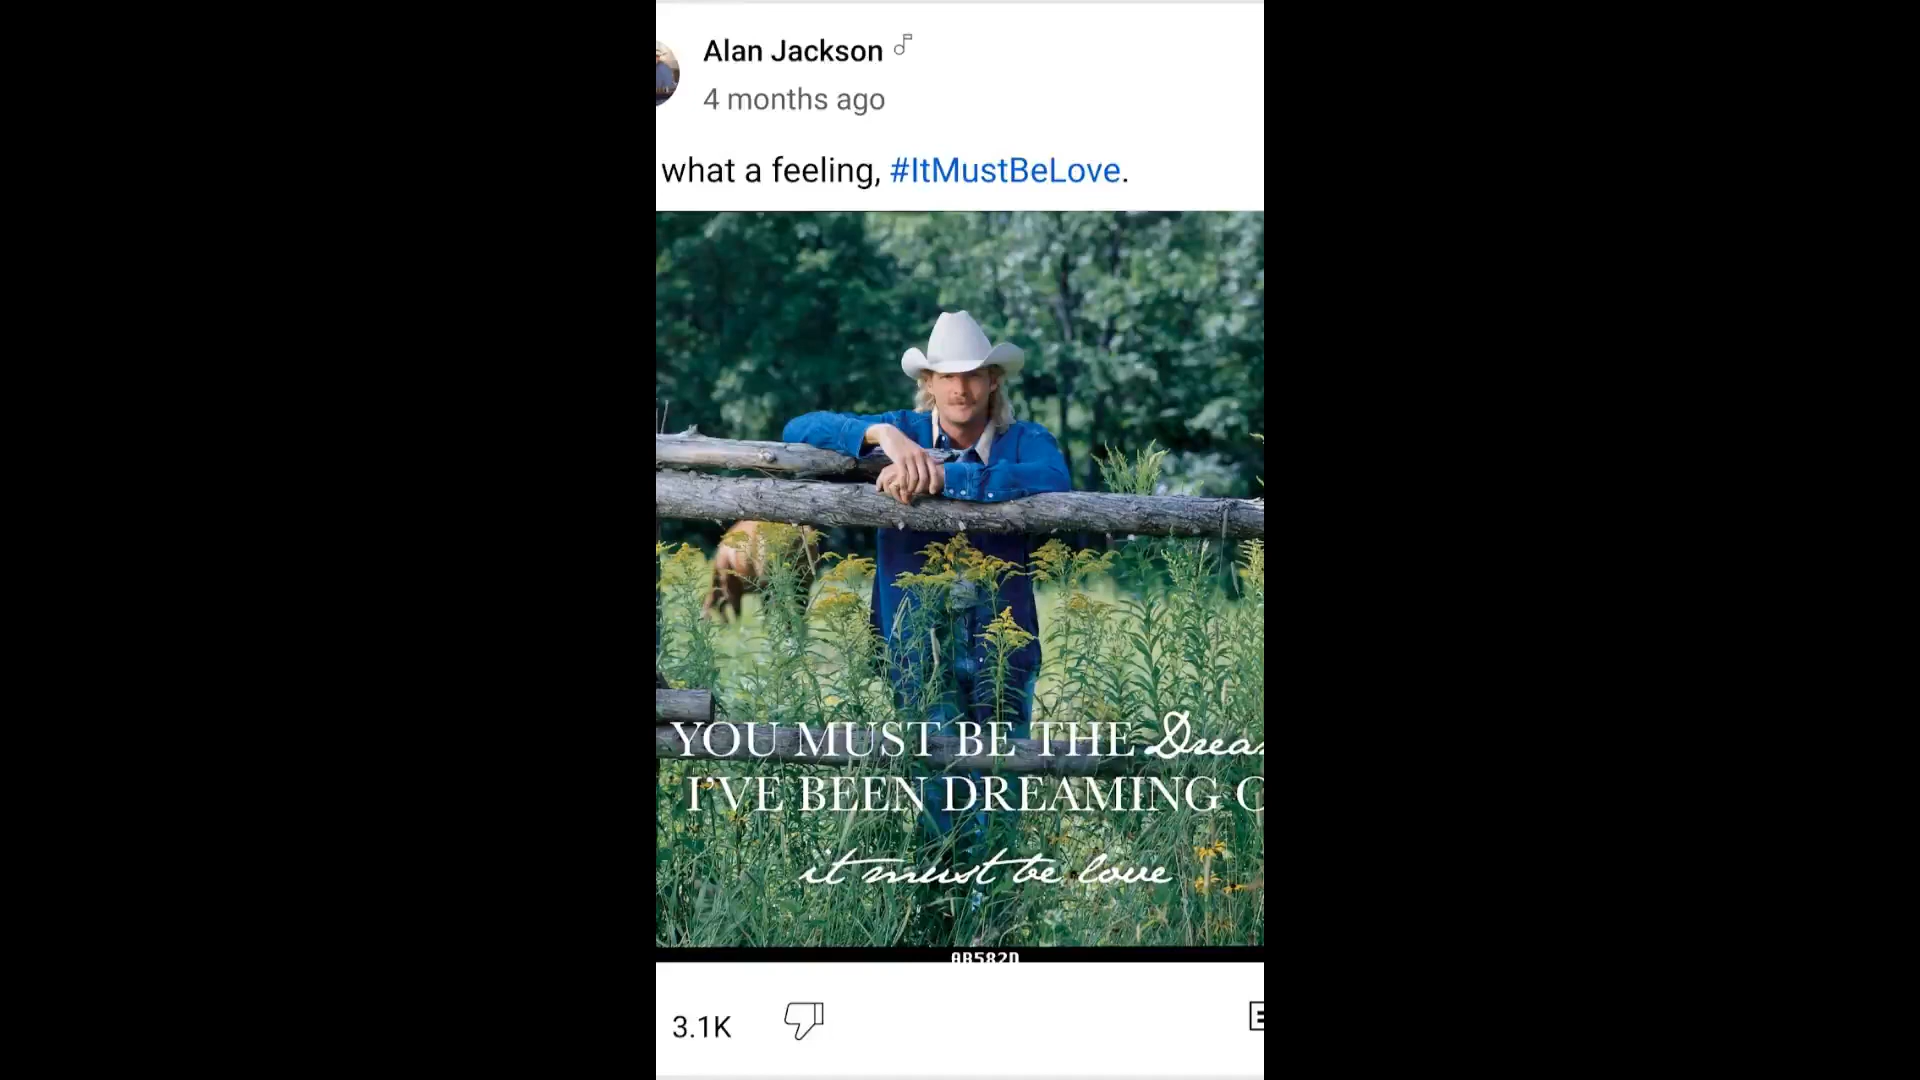 Alan Jackson
4 months ago
what a feeling, #ItMustBeLove.
YOU MUST BE THE
I'VE BEEN DREAMING
it must be love
3.1K